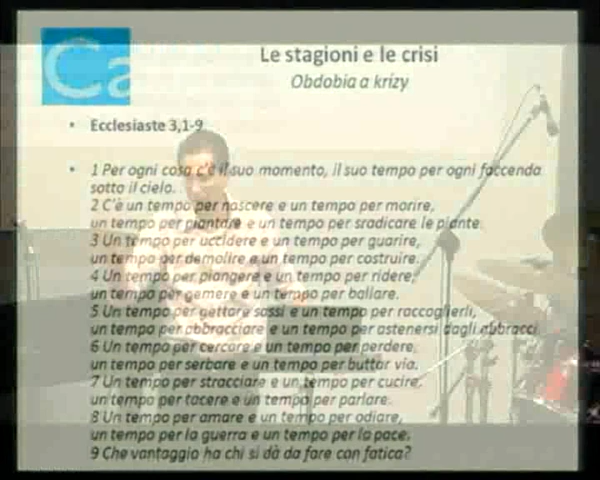 Ca
Le stagioni e le crisi
Obdobia a krízy
• Ecclesiaste 3,1-9
• 1 Per ogni cosa c'è il suo momento, il suo tempo per ogni faccenda
sotto il cielo.
2 C'è un tempo per nascere e un tempo per morire,
un tempo per piantare e un tempo per sradicare le piante.
3 Un tempo per uccidere e un tempo per guarire,
un tempo per demolire e un tempo per costruire.
4 Un tempo per piangere e un tempo per ridere,
un tempo per gemere e un tempo per ballare.
5 Un tempo per gettare sassi e un tempo per raccoglierli,
un tempo per abbracciare e un tempo per astenersi dagli abbracci.
6 Un tempo per cercare e un tempo per perdere,
un tempo per serbare e un tempo per buttar via.
7 Un tempo per stracciare e un tempo per cucire,
un tempo per tacere e un tempo per parlare.
8 Un tempo per amare e un tempo per odiare,
un tempo per la guerra e un tempo per la pace.
9 Che vantaggio ha chi si dà da fare con fatica?